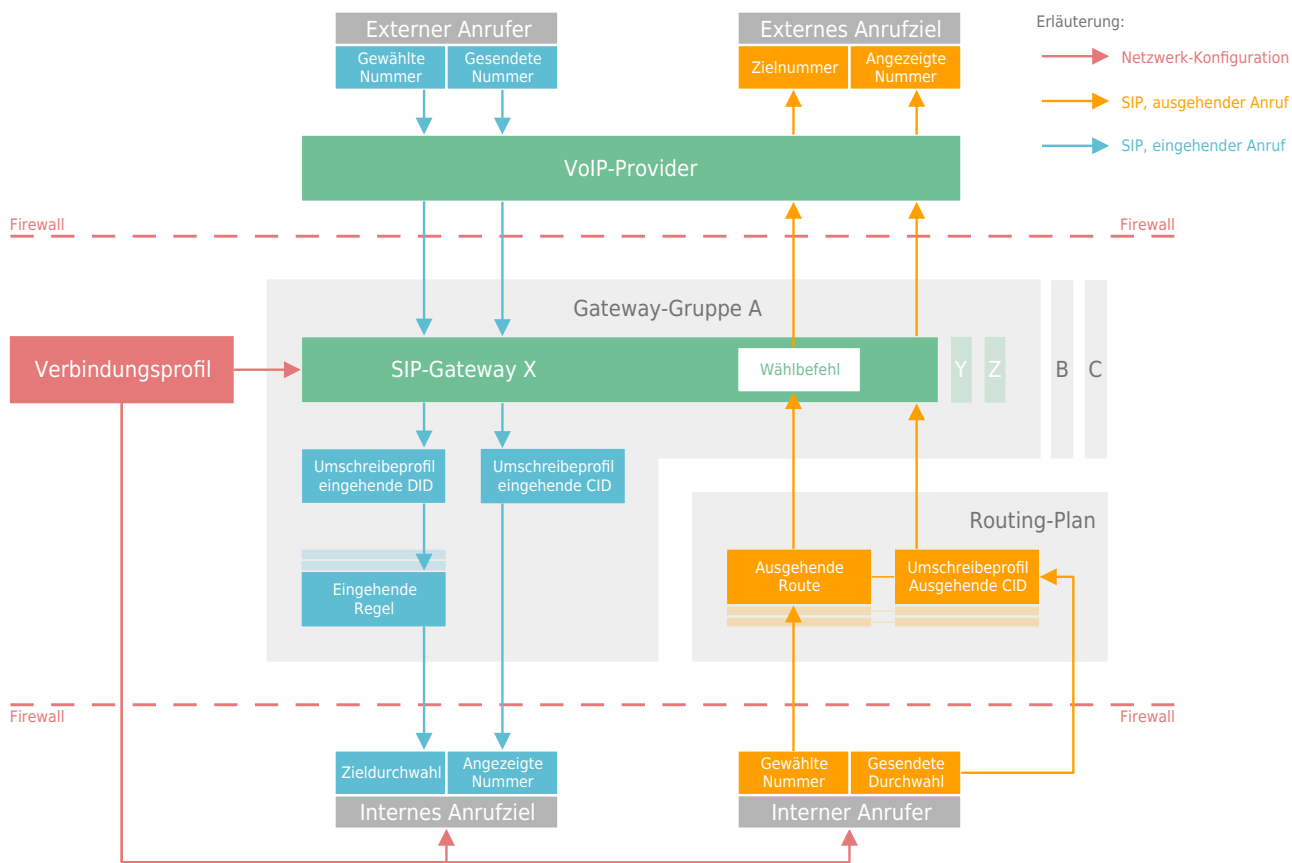 Externer Anrufer
Gewählte
Nummer
Gesendete
Nummer
Externes Anrufziel
Zielnummer
Angezeigte
Nummer
Erläuterung:
Netzwerk-Konfiguration
SIP, ausgehender Anruf
SIP, eingehender Anruf
VoIP-Provider
Firewall
Firewall
Gateway-Gruppe A
Verbindungsprofil
SIP-Gateway X
Wählbefehl
Y
Z
B
C
Umschreibeprofil
eingehende DID
Umschreibeprofil
eingehende CID
Routing-Plan
Eingehende
Regel
Ausgehende
Route
Umschreibeprofil
Ausgehende CID
Firewall
Firewall
Zieldurchwahl
Angezeigte
Nummer
Internes Anrufziel
Gewählte
Nummer
Gesendete
Durchwahl
Interner Anrufer